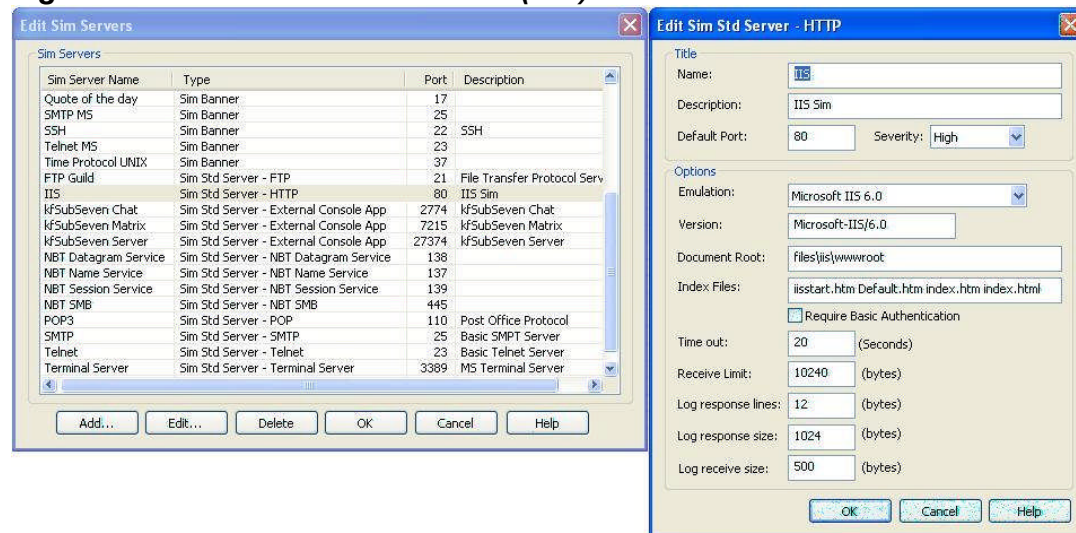 Edit Sim Servers
Sim Servers
Sim Server Name Type Port Description
Quote of the day Sim Banner 17
SMTP MS Sim Banner 25
SSH Sim Banner 22 SSH
Telnet MS Sim Banner 23
Time Protocol UNIX Sim Banner 37
FTP Guild Sim Std Server - FTP 21 File Transfer Protocol Serv
IIS Sim Std Server - HTTP 80 IIS Sim
kfSubSeven Chat Sim Std Server - External Console App 2774 kfSubSeven Chat
kfSubSeven Matrix Sim Std Server - External Console App 7215 kfSubSeven Matrix
kfSubSeven Server Sim Std Server - External Console App 27374 kfSubSeven Server
NBT Datagram Service Sim Std Server - NBT Datagram Service 138
NBT Name Service Sim Std Server - NBT Name Service 137
NBT Session Service Sim Std Server - NBT Session Service 139
NBT SMB Sim Std Server - NBT SMB 445
POP3 Sim Std Server - POP 110 Post Office Protocol
SMTP Sim Std Server - SMTP 25 Basic SMPT Server
Telnet Sim Std Server - Telnet 23 Basic Telnet Server
Terminal Server Sim Std Server - Terminal Server 3389 MS Terminal Server
Add... Edit... Delete OK Cancel Help
Edit Sim Std Server - HTTP
Title
Name: IIS
Description: IIS Sim
Default Port: 80 Severity: High
Options
Emulation: Microsoft IIS 6.0
Version: Microsoft-IIS/6.0
Document Root: files\iis\wwwroot
Index Files: iisstart.htm Default.htm index.htm index.html
Require Basic Authentication
Time out: 20 (Seconds)
Receive Limit: 10240 (bytes)
Log response lines: 12 (bytes)
Log response size: 1024 (bytes)
Log receive size: 500 (bytes)
OK Cancel Help